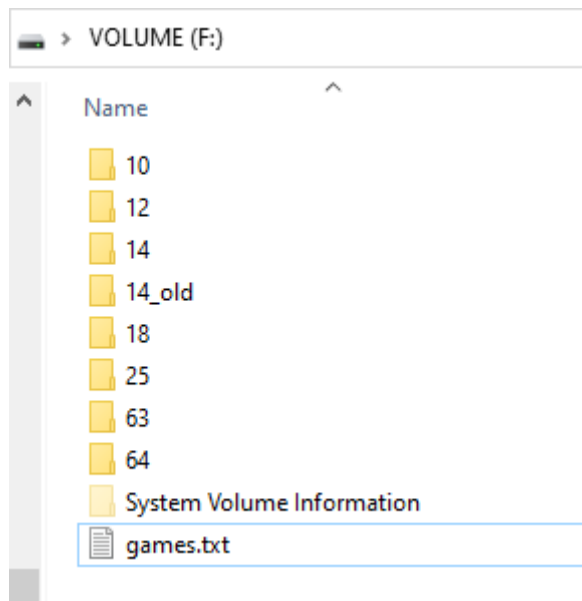 VOLUME (F:)
Name
10
12
14
14_old
18
25
63
64
System Volume Information
games.txt